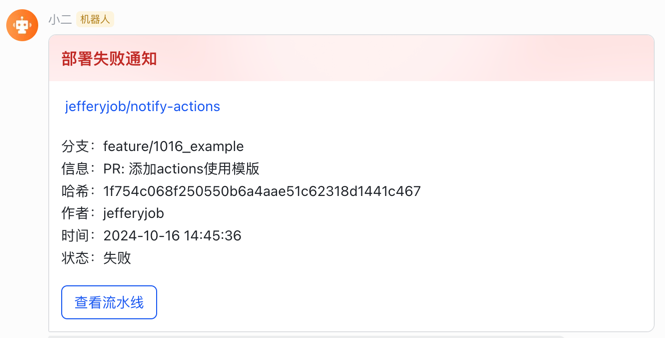 小二 机器人
部署失败通知
jefferyjob/notify-actions
分支：feature/1016_example
信息：PR: 添加actions使用模版
哈希：1f754c068f250550b6a4aae51c62318d1441c467
作者：jefferyjob
时间：2024-10-16 14:45:36
状态：失败
查看流水线